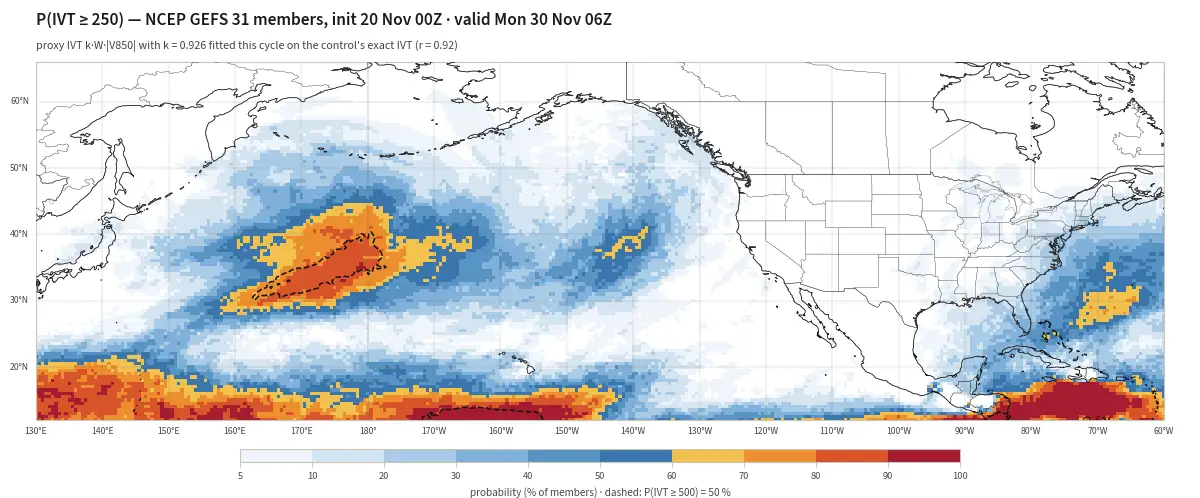 P(IVT ≥ 250) — NCEP GEFS 31 members, init 20 Nov 00Z · valid Mon 30 Nov 06Z
proxy IVT k·W·|V850| with k = 0.926 fitted this cycle on the control's exact IVT (r = 0.92)
60°N
50°N
40°N
30°N
20°N
130°E 140°E 150°E 160°E 170°E 180° 170°W 160°W 150°W 140°W 130°W 120°W 110°W 100°W 90°W 80°W 70°W 60°W
5 10 20 30 40 50 60 70 80 90 100
probability (% of members) · dashed: P(IVT ≥ 500) = 50 %